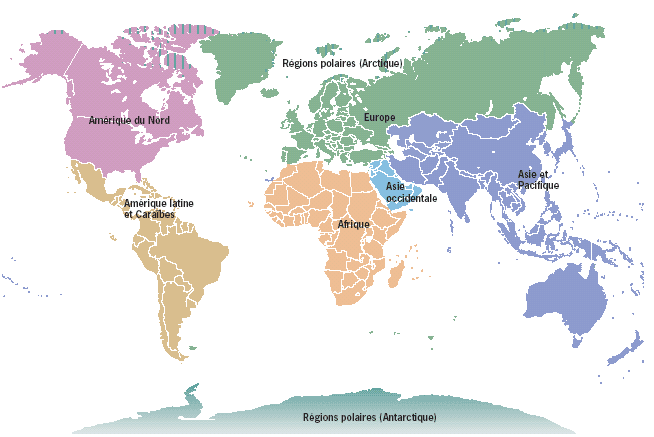 Régions polaires (Arctique)
Amérique du Nord
Europe
Asie et
Pacifique
Asie
occidentale
Amérique latine
et Caraïbes
Afrique
Régions polaires (Antarctique)